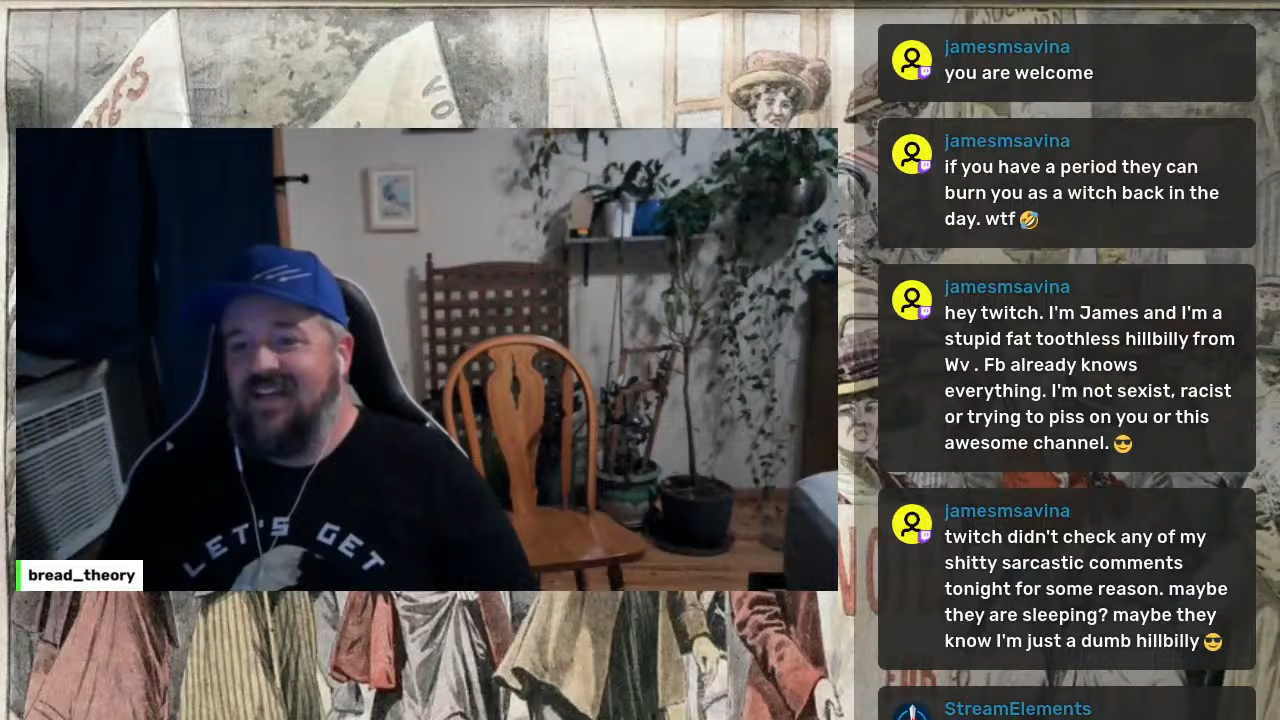 jamesmsavina
you are welcome
jamesmsavina
if you have a period they can
burn you as a witch back in the
day. wtf 🤣
jamesmsavina
hey twitch. I'm James and I'm a
stupid fat toothless hillbilly from
Wv . Fb already knows
everything. I'm not sexist, racist
or trying to piss on you or this
awesome channel. 😎
jamesmsavina
twitch didn't check any of my
shitty sarcastic comments
tonight for some reason. maybe
they are sleeping? maybe they
know I'm just a dumb hillbilly 😎
StreamElements
LET'S GET
bread_theory